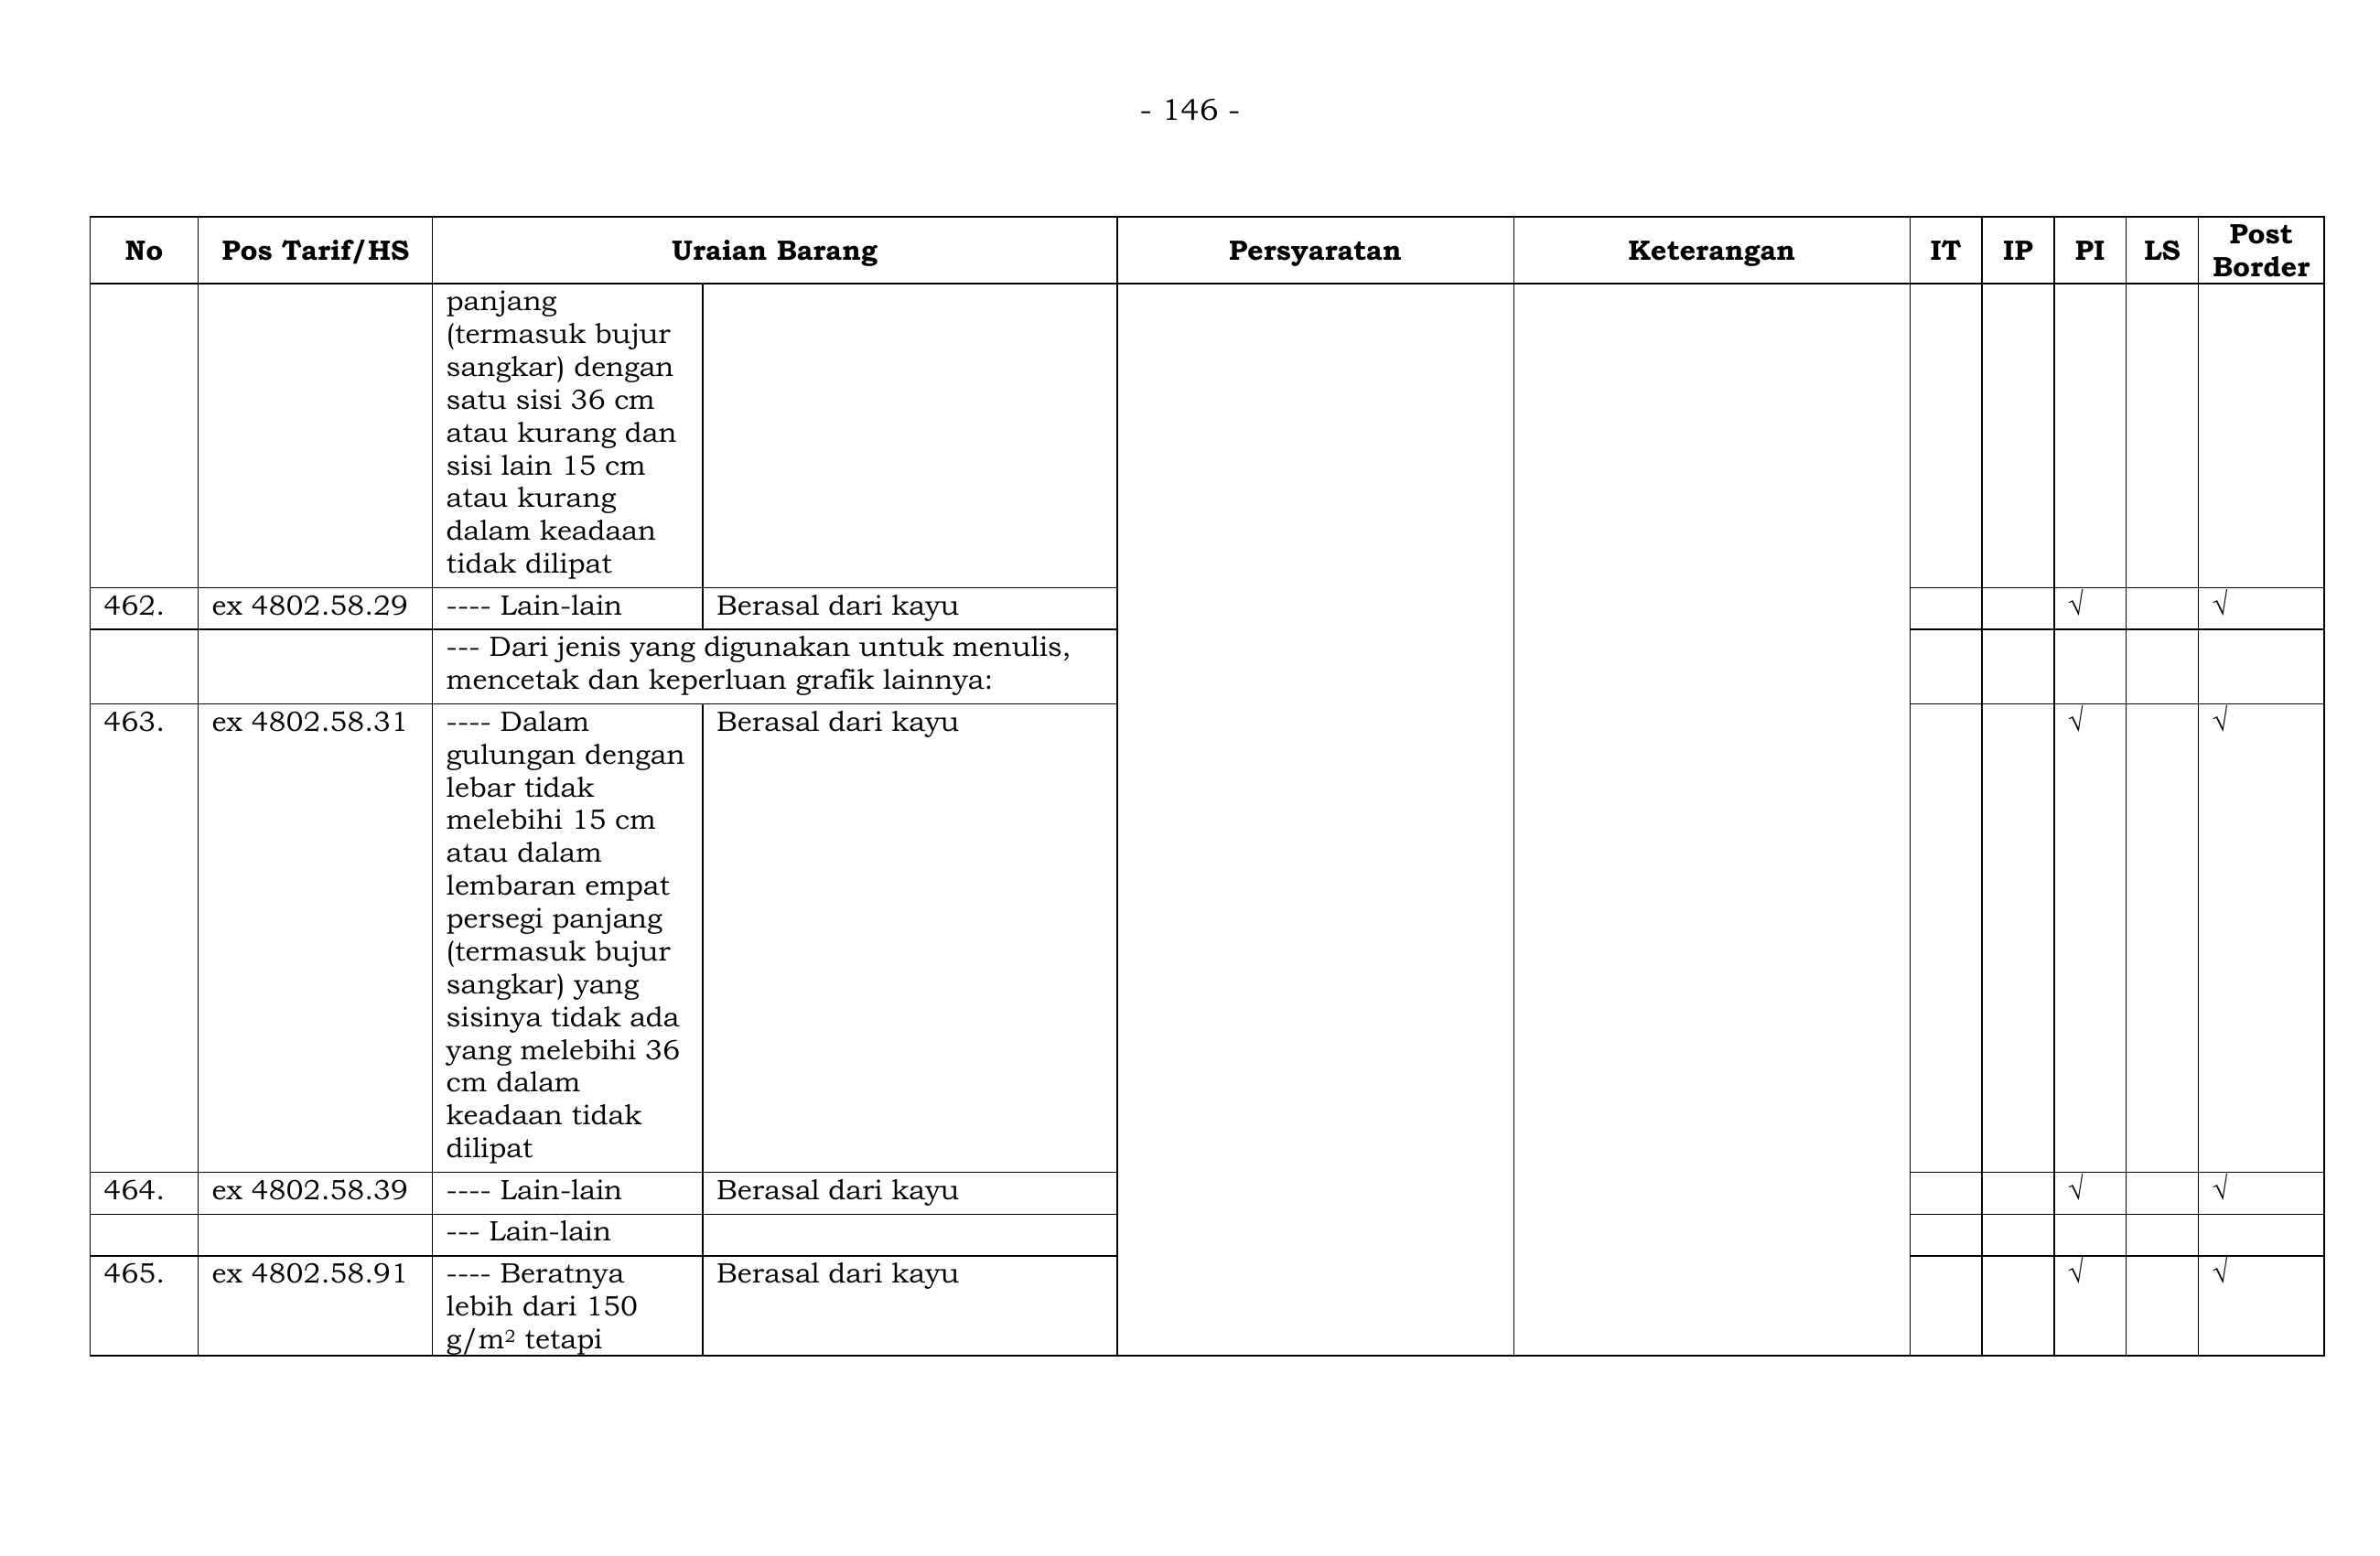 - 146 -
No Pos Tarif/HS Uraian Barang Persyaratan Keterangan IT IP PI LS Post Border
panjang
(termasuk bujur
sangkar) dengan
satu sisi 36 cm
atau kurang dan
sisi lain 15 cm
atau kurang
dalam keadaan
tidak dilipat
462. ex 4802.58.29 ---- Lain-lain Berasal dari kayu √ √
--- Dari jenis yang digunakan untuk menulis,
mencetak dan keperluan grafik lainnya:
463. ex 4802.58.31 ---- Dalam Berasal dari kayu √ √
gulungan dengan
lebar tidak
melebihi 15 cm
atau dalam
lembaran empat
persegi panjang
(termasuk bujur
sangkar) yang
sisinya tidak ada
yang melebihi 36
cm dalam
keadaan tidak
dilipat
464. ex 4802.58.39 ---- Lain-lain Berasal dari kayu √ √
--- Lain-lain
465. ex 4802.58.91 ---- Beratnya Berasal dari kayu √ √
lebih dari 150
g/m² tetapi